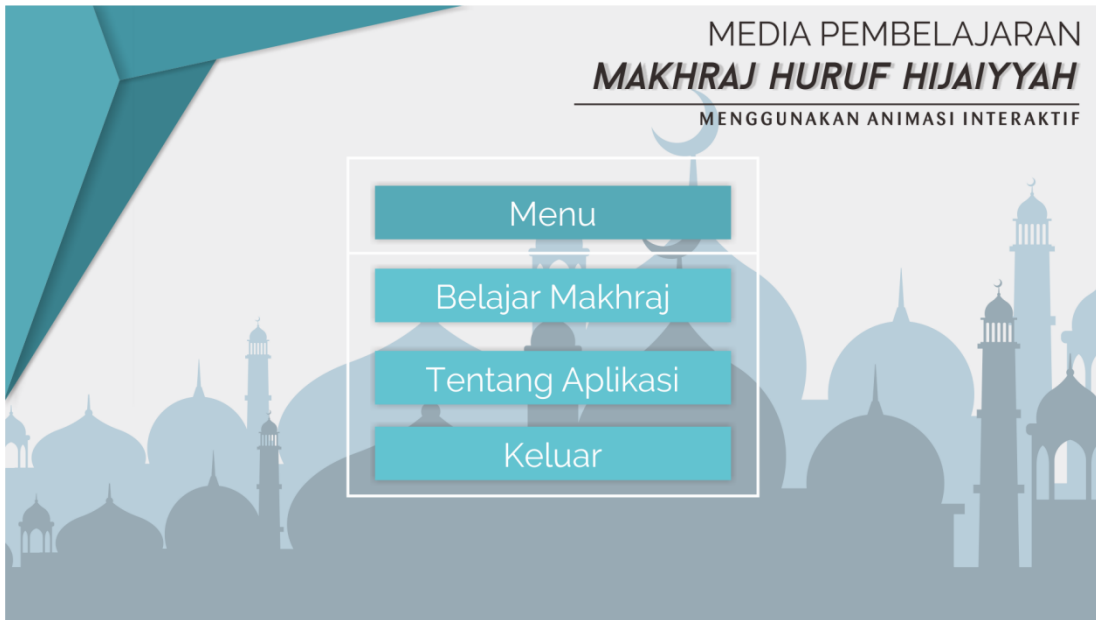 MEDIA PEMBELAJARAN
MAKHRAJ HURUF HIJAIYYAH
MENGGUNAKAN ANIMASI INTERAKTIF
Menu
Belajar Makhraj
Tentang Aplikasi
Keluar